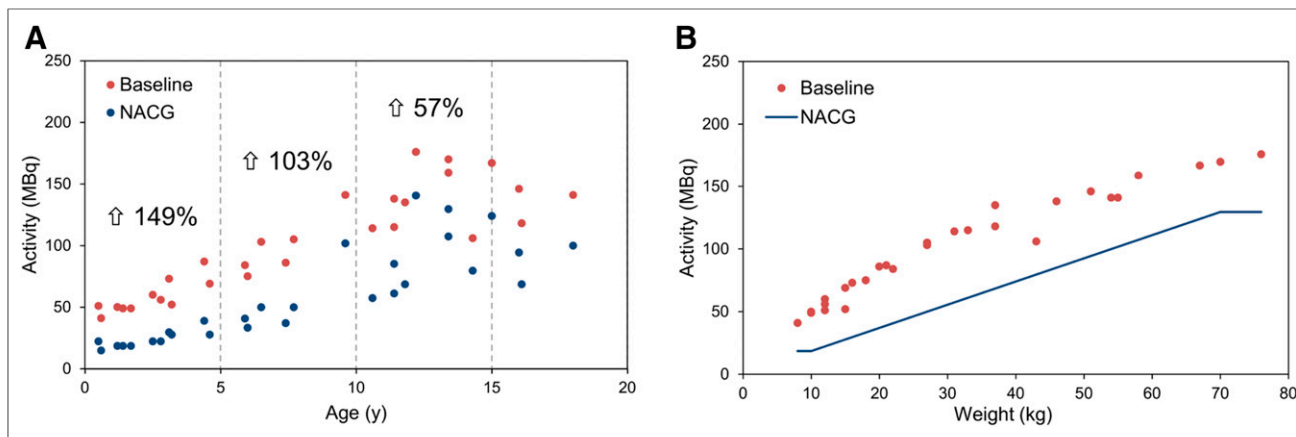 A
250
200
150
100
50
0
Activity (MBq)
Baseline
NACG
⇧ 149%
⇧ 103%
⇧ 57%
0 5 10 15 20
Age (y)
B
250
200
150
100
50
0
Activity (MBq)
Baseline
NACG
0 10 20 30 40 50 60 70 80
Weight (kg)